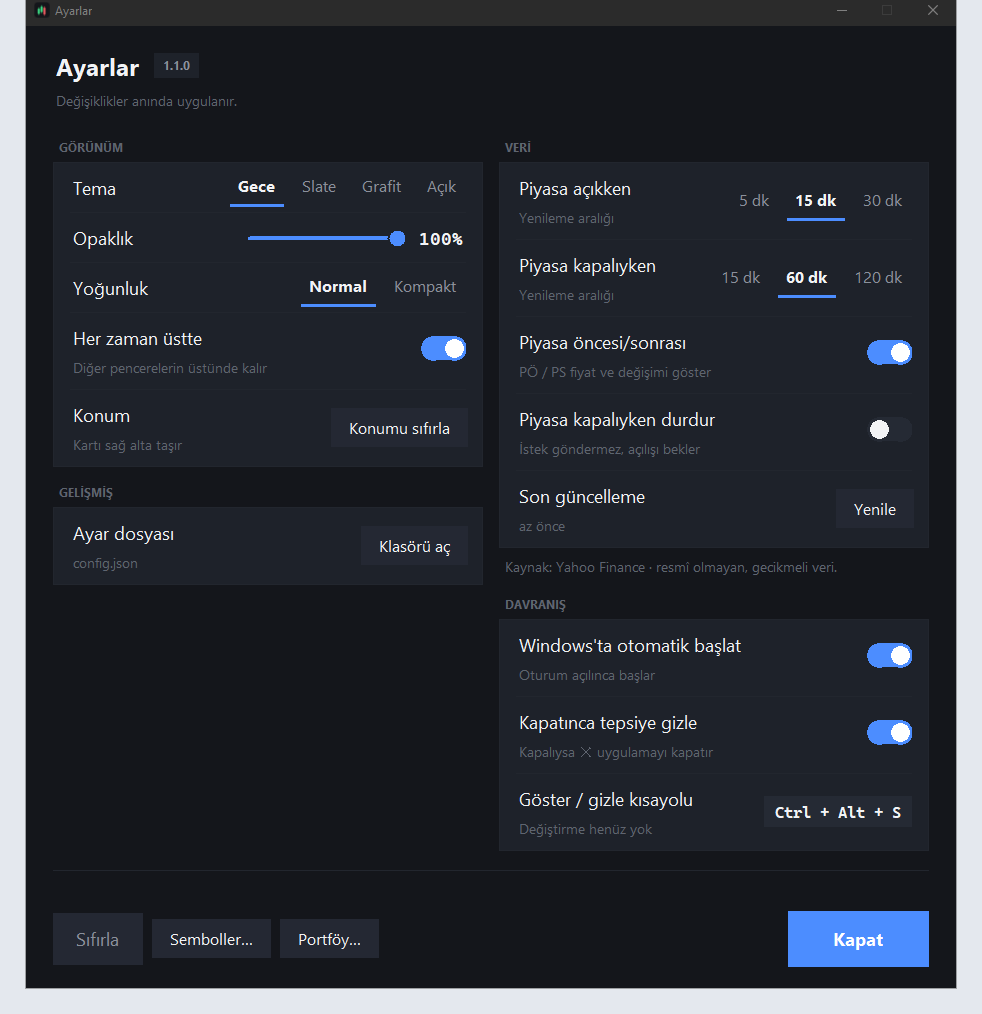 Ayarlar
Ayarlar 1.1.0
Değişiklikler anında uygulanır.
GÖRÜNÜM
Tema Gece Slate Grafit Açık
Opaklık 100%
Yoğunluk Normal Kompakt
Her zaman üstte
Diğer pencerelerin üstünde kalır
Konum Konumu sıfırla
Kartı sağ alta taşır
GELİŞMİŞ
Ayar dosyası Klasörü aç
config.json
VERİ
Piyasa açıkken 5 dk 15 dk 30 dk
Yenileme aralığı
Piyasa kapalıyken 15 dk 60 dk 120 dk
Yenileme aralığı
Piyasa öncesi/sonrası
PÖ / PS fiyat ve değişimi göster
Piyasa kapalıyken durdur
İstek göndermez, açılışı bekler
Son güncelleme Yenile
az önce
Kaynak: Yahoo Finance · resmî olmayan, gecikmeli veri.
DAVRANIŞ
Windows'ta otomatik başlat
Oturum açılınca başlar
Kapatınca tepsiye gizle
Kapalıysa ✕ uygulamayı kapatır
Göster / gizle kısayolu Ctrl + Alt + S
Değiştirme henüz yok
Sıfırla Semboller... Portföy... Kapat